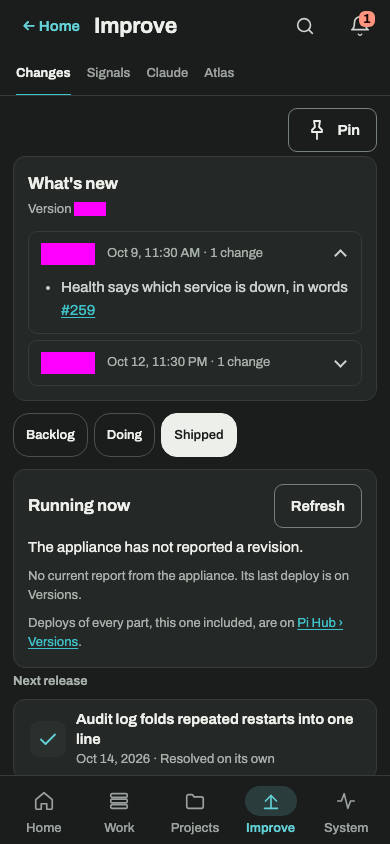 ← Home Improve 1
Changes Signals Claude Atlas
Pin
What's new
Version
Oct 9, 11:30 AM · 1 change
• Health says which service is down, in words
#259
Oct 12, 11:30 PM · 1 change
Backlog Doing Shipped
Running now Refresh
The appliance has not reported a revision.
No current report from the appliance. Its last deploy is on
Versions.
Deploys of every part, this one included, are on Pi Hub ›
Versions.
Next release
Audit log folds repeated restarts into one
line
Oct 14, 2026 · Resolved on its own
Home Work Projects Improve System